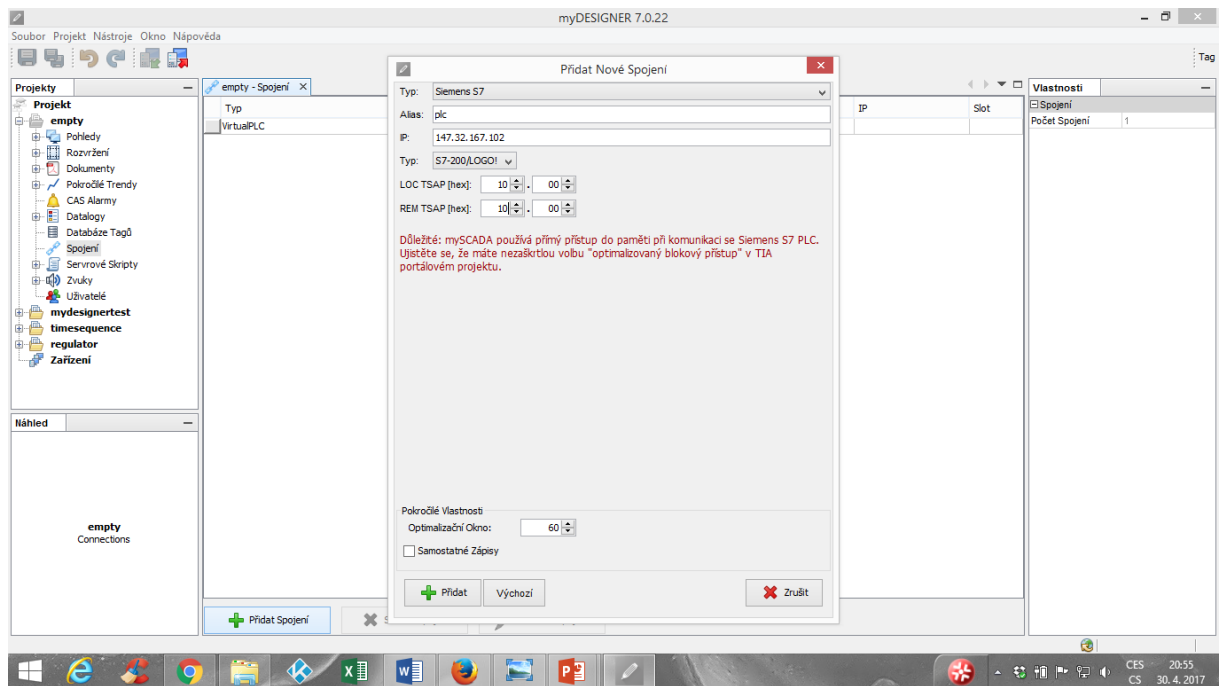 myDESIGNER 7.0.22
Soubor Projekt Nástroje Okno Nápověda
Tag
Projekty
Projekt
empty
Pohledy
Rozvržení
Dokumenty
Pokročilé Trendy
CAS Alarmy
Datalogy
Databáze Tagů
Spojení
Servrové Skripty
Zvuky
Uživatelé
mydesignertest
timesequence
regulator
Zařízení
Náhled
empty
Connections
empty - Spojení
Typ
IP
Slot
VirtualPLC
Přidat Spojení
Přidat Nové Spojení
Typ: Siemens S7
Alias: plc
IP: 147.32.167.102
Typ: S7-200/LOGO!
LOC TSAP [hex]: 10 . 00
REM TSAP [hex]: 10 . 00
Důležité: mySCADA používá přímý přístup do paměti při komunikaci se Siemens S7 PLC.
Ujistěte se, že máte nezaškrtlou volbu "optimalizovaný blokový přístup" v TIA
portálovém projektu.
Pokročilé Vlastnosti
Optimalizační Okno: 60
Samostatné Zápisy
Přidat
Výchozí
Zrušit
Vlastnosti
Spojení
Počet Spojení 1
CES 20:55
CS 30. 4. 2017